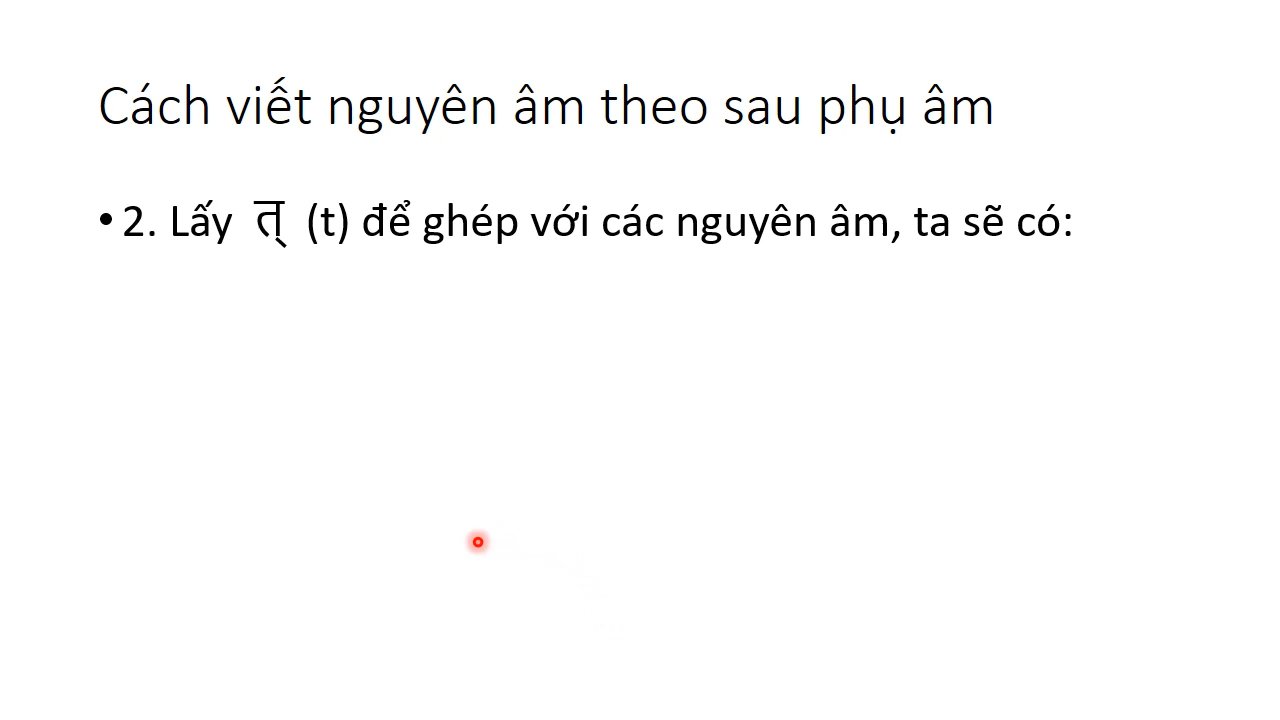 Cách viết nguyên âm theo sau phụ âm
• 2. Lấy त् (t) để ghép với các nguyên âm, ta sẽ có: